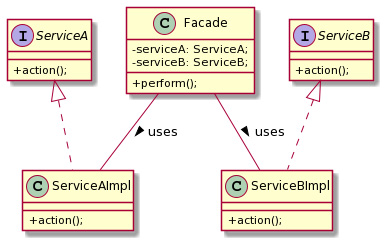 I ServiceA
+action();
C Facade
-serviceA: ServiceA;
-serviceB: ServiceB;
+perform();
I ServiceB
+action();
uses
uses
C ServiceAImpl
+action();
C ServiceBImpl
+action();